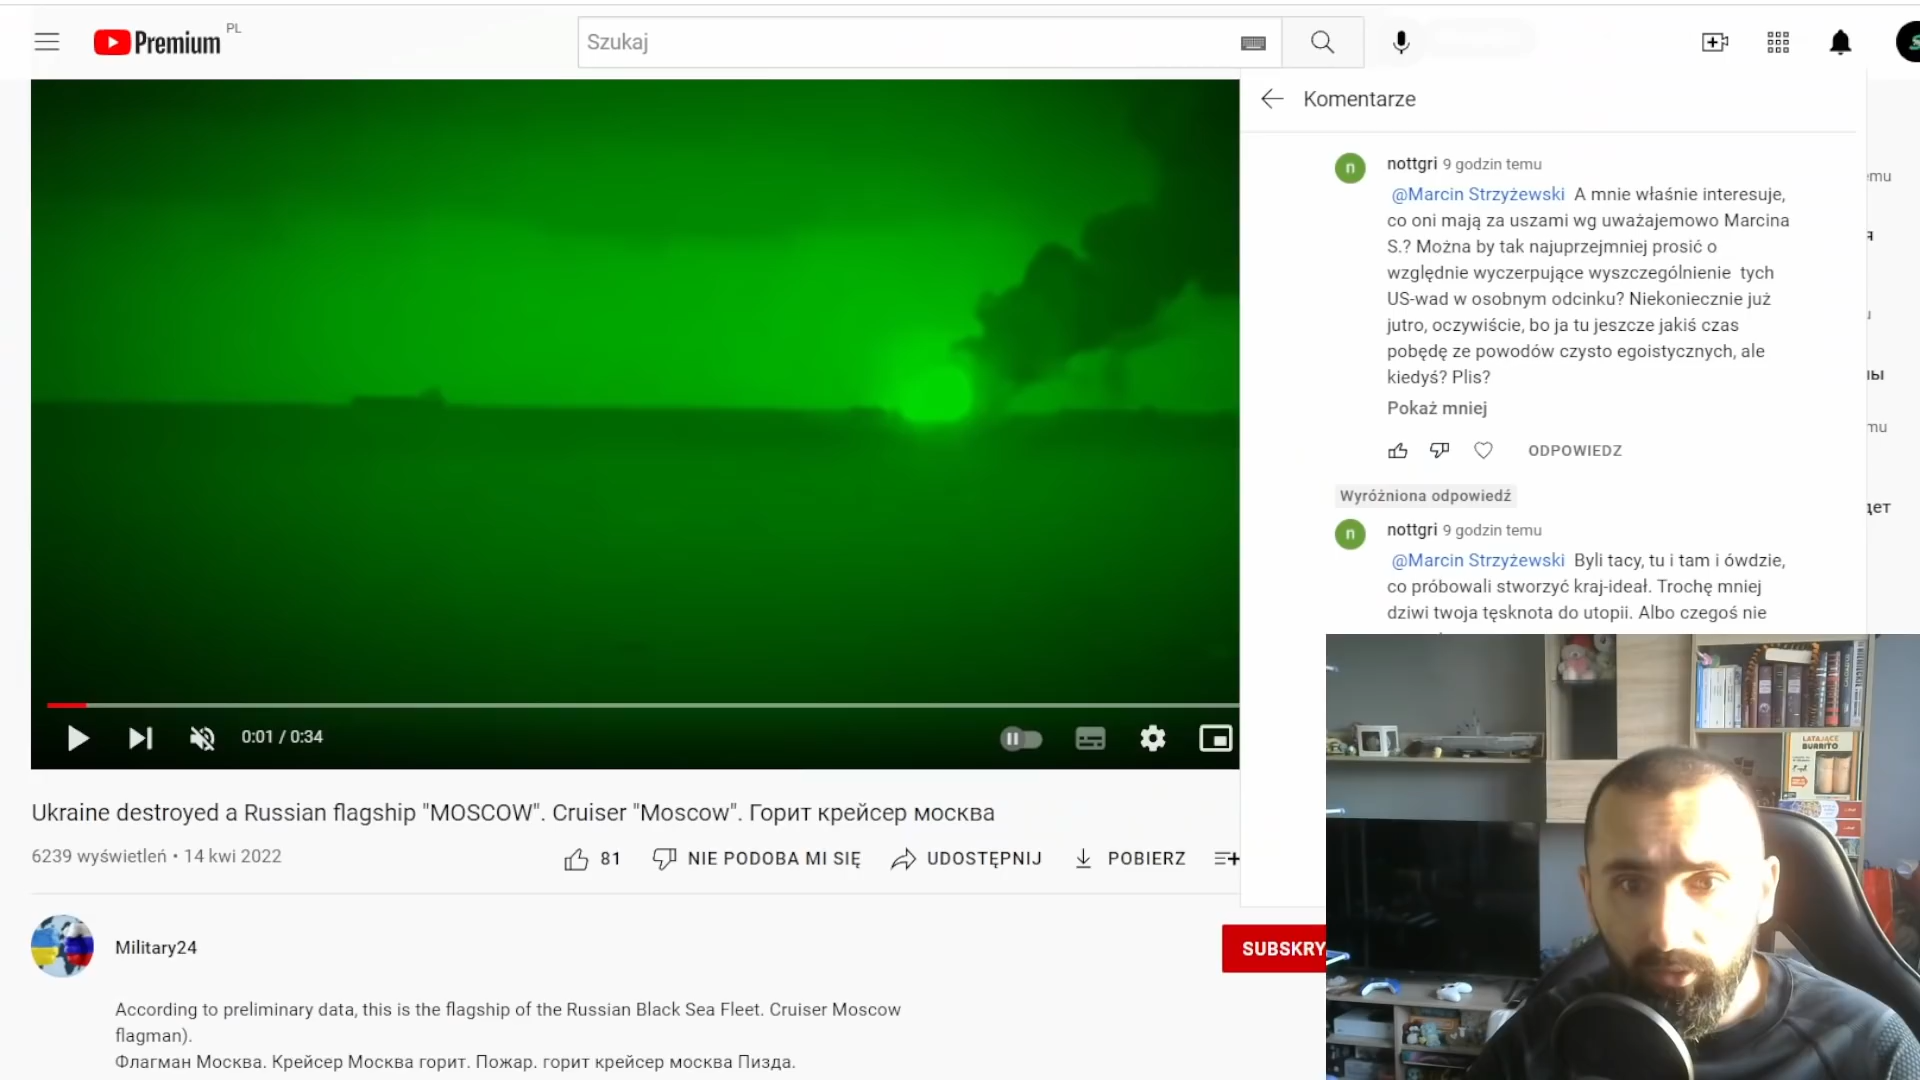 Premium PL
Szukaj
Komentarze
nottgri 9 godzin temu
@Marcin Strzyżewski A mnie właśnie interesuje,
co oni mają za uszami wg uważajemowo Marcina
S.? Można by tak najuprzejmniej prosić o
względnie wyczerpujące wyszczególnienie tych
US-wad w osobnym odcinku? Niekoniecznie już
jutro, oczywiście, bo ja tu jeszcze jakiś czas
pobędę ze powodów czysto egoistycznych, ale
kiedyś? Plis?
Pokaż mniej
ODPOWIEDZ
Wyróżniona odpowiedź
nottgri 9 godzin temu
@Marcin Strzyżewski Byli tacy, tu i tam i ówdzie,
co próbowali stworzyć kraj-ideał. Trochę mniej
dziwi twoja tęsknota do utopii. Albo czegoś nie
0:01 / 0:34
Ukraine destroyed a Russian flagship "MOSCOW". Cruiser "Moscow". Горит крейсер москва
6239 wyświetleń • 14 kwi 2022
81 NIE PODOBA MI SIĘ UDOSTĘPNIJ POBIERZ
Military24
SUBSKRY
According to preliminary data, this is the flagship of the Russian Black Sea Fleet. Cruiser Moscow
flagman).
Флагман Москва. Крейсер Москва горит. Пожар. горит крейсер москва Пизда.
LATAJĄCE
BURRITO